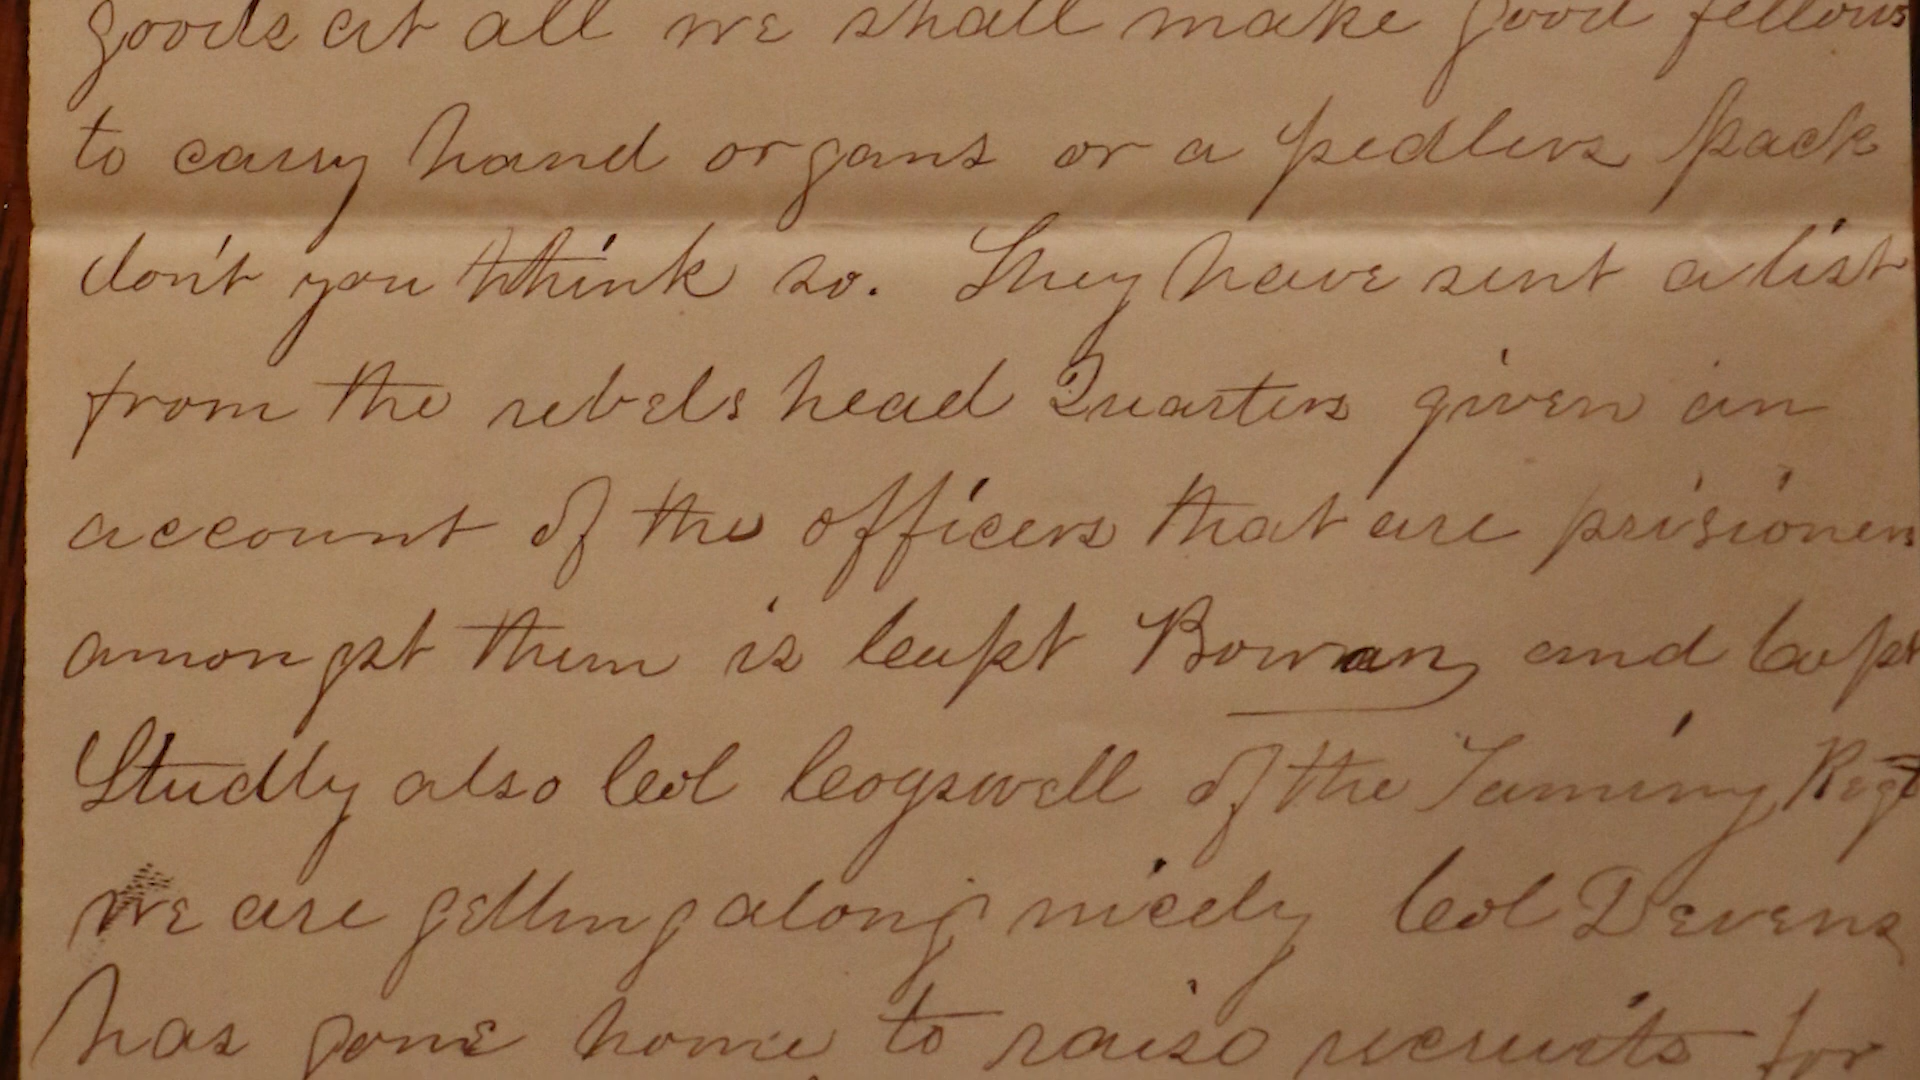 goods at all we shall make good fellows
to carry hand organs or a pedlers pack
don't you think so. They have sent a list
from the rebels head Quarters given an
account of the officers that are prisioners
amongst them is Capt Bowman and Capt
Studly also Col Cogswell of the Taminy Regt
we are getting along nicely Col Devens
has gone home to raise recruits for